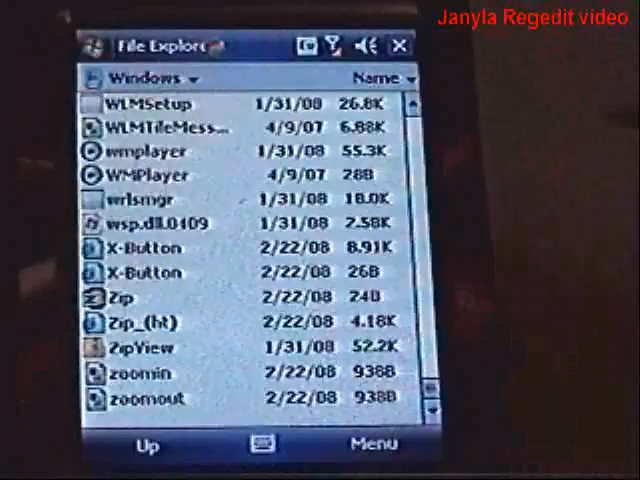 Janyla Regedit video
File Explorer
Windows Name
WLMSetup 1/31/08 26.8K
WLMTileMess... 4/9/07 6.88K
wmplayer 1/31/08 55.3K
WMPlayer 4/9/07 28B
wrlsmgr 1/31/08 18.0K
wsp.dll.0409 1/31/08 2.58K
X-Button 2/22/08 8.91K
X-Button 2/22/08 26B
Zip 2/22/08 24B
Zip_(ht) 2/22/08 4.18K
ZipView 1/31/08 52.2K
zoomin 2/22/08 938B
zoomout 2/22/08 938B
Up Menu